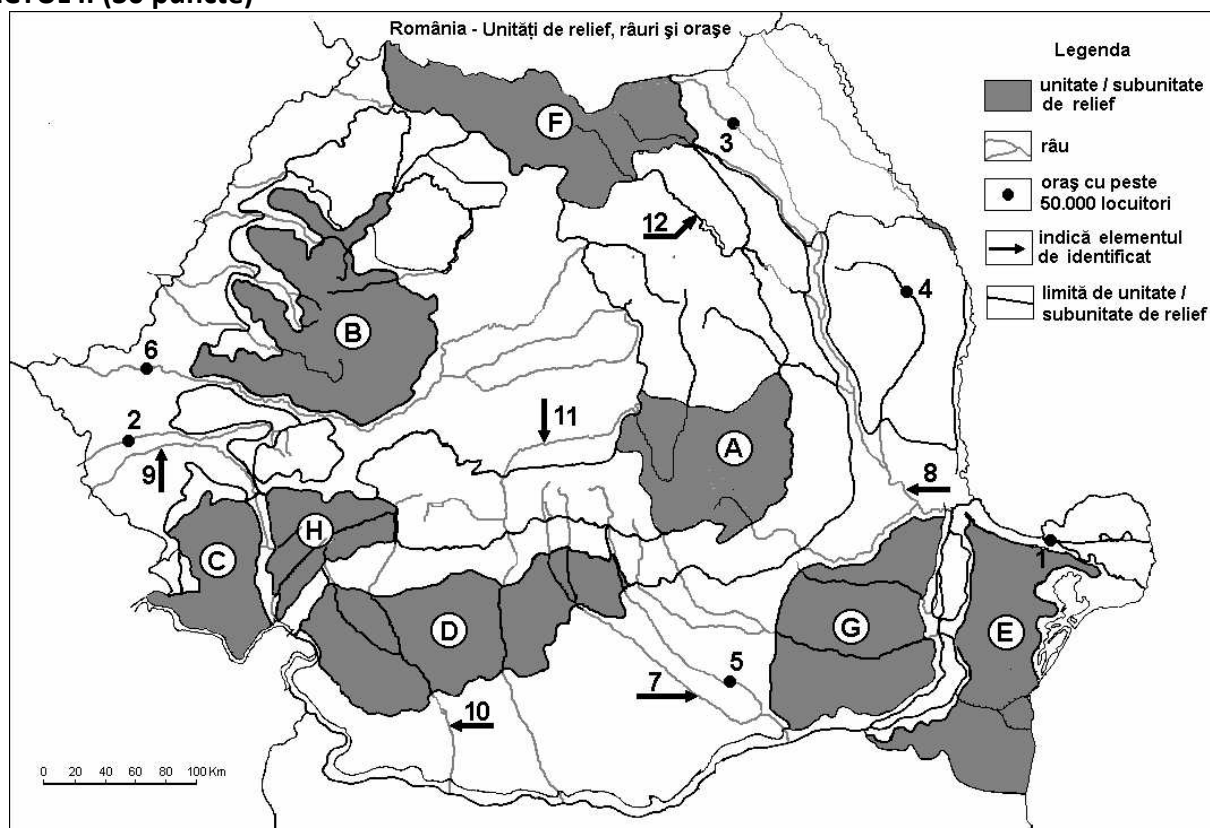 (50 puncte)
România - Unităţi de relief, râuri şi oraşe
Legenda
unitate / subunitate
de relief
râu
oraş cu peste
50.000 locuitori
indică elementul
de identificat
limită de unitate /
subunitate de relief
F
3
12
4
B
6
11
2
A
9
8
H
C
1
D
G
E
5
7
10
0 20 40 60 80 100 Km